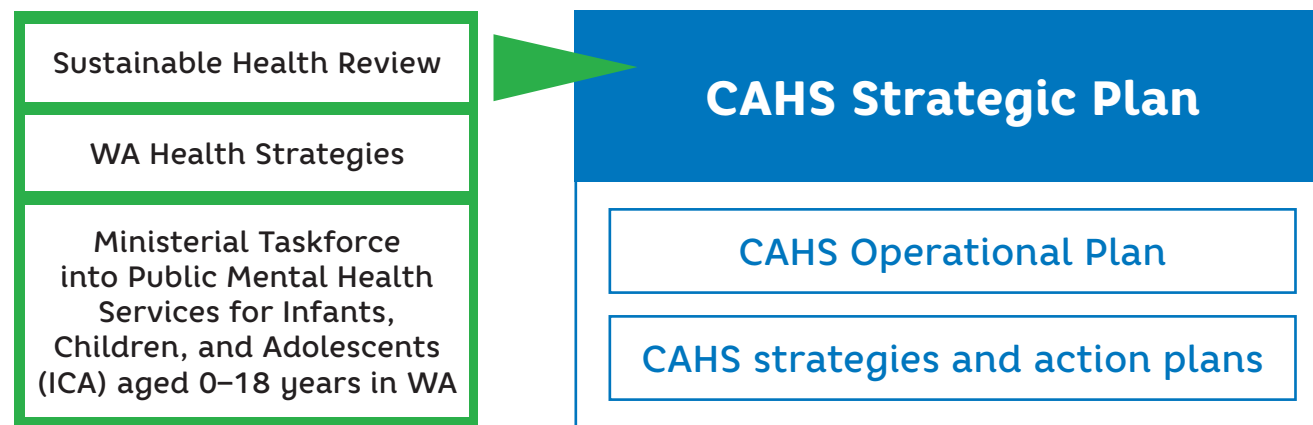 Sustainable Health Review
WA Health Strategies
Ministerial Taskforce
into Public Mental Health
Services for Infants,
Children, and Adolescents
(ICA) aged 0–18 years in WA
CAHS Strategic Plan
CAHS Operational Plan
CAHS strategies and action plans